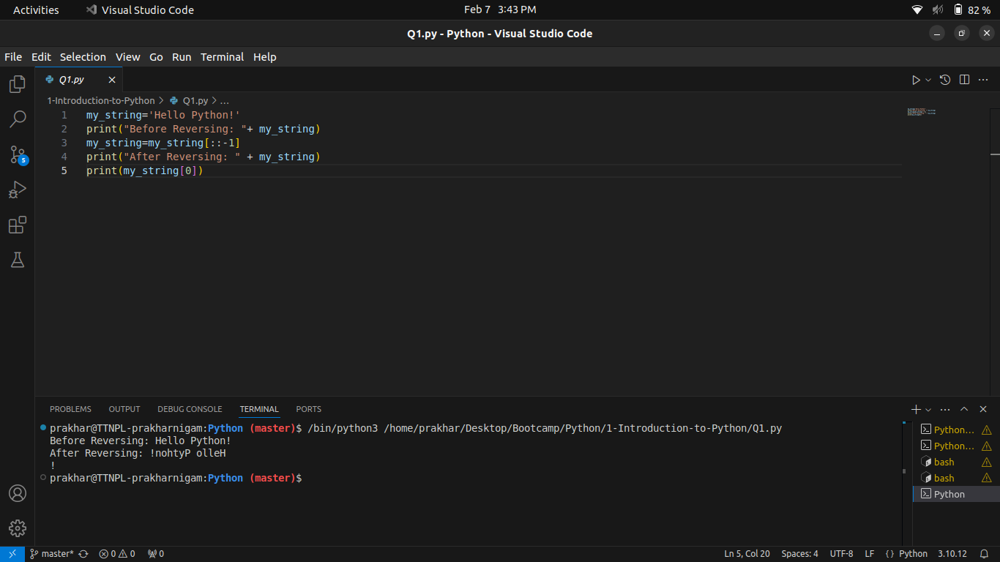 Activities Visual Studio Code Feb 7 3:43 PM 82 %
Q1.py - Python - Visual Studio Code
File Edit Selection View Go Run Terminal Help
Q1.py
1-Introduction-to-Python > Q1.py > ...
1 my_string='Hello Python!'
2 print("Before Reversing: "+ my_string)
3 my_string=my_string[::-1]
4 print("After Reversing: " + my_string)
5 print(my_string[0])
5
PROBLEMS OUTPUT DEBUG CONSOLE TERMINAL PORTS
prakhar@TTNPL-prakharnigam:Python (master)$ /bin/python3 /home/prakhar/Desktop/Bootcamp/Python/1-Introduction-to-Python/Q1.py
Before Reversing: Hello Python!
After Reversing: !nohtyP olleH
!
prakhar@TTNPL-prakharnigam:Python (master)$
Python...
Python...
bash
bash
Python
master* 0 0 0 Ln 5, Col 20 Spaces: 4 UTF-8 LF {} Python 3.10.12